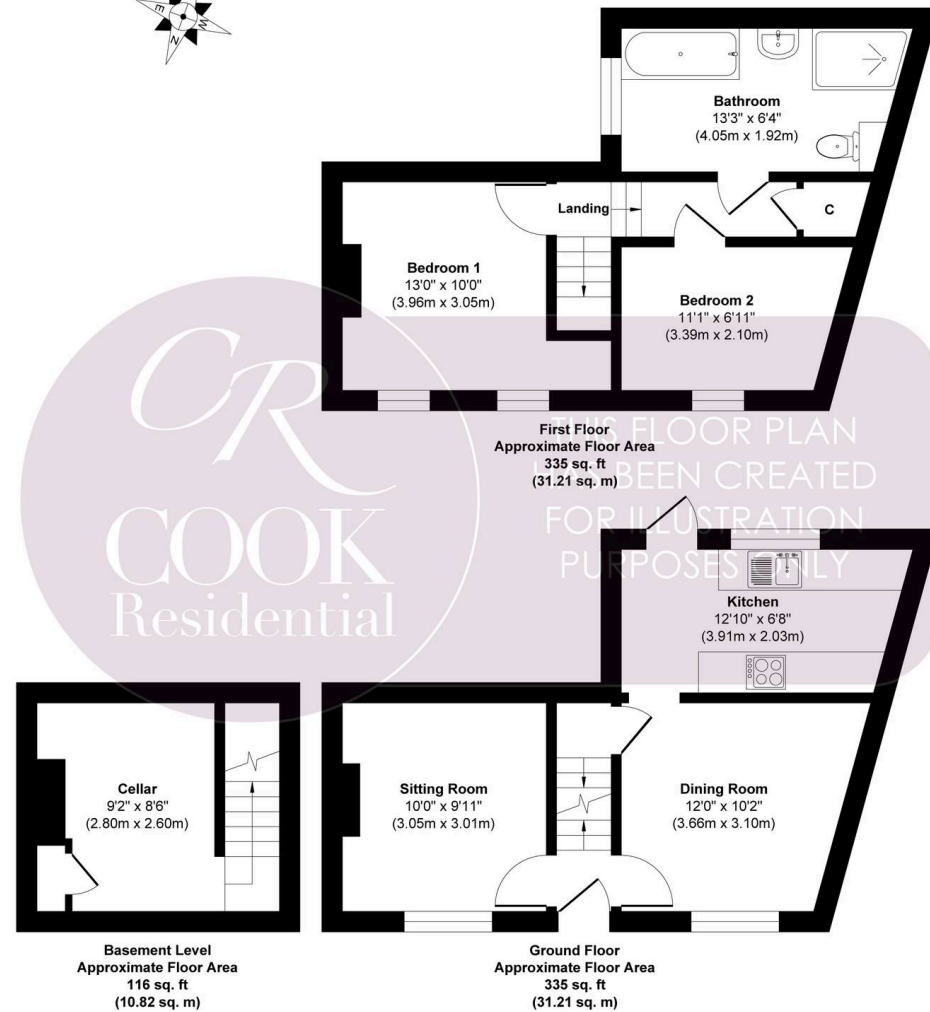 E
W
N
Bathroom
13'3" x 6'4"
(4.05m x 1.92m)
Landing
C
Bedroom 1
13'0" x 10'0"
(3.96m x 3.05m)
Bedroom 2
11'1" x 6'11"
(3.39m x 2.10m)
First Floor
Approximate Floor Area
335 sq. ft
(31.21 sq. m)
CR
COOK
Residential
THIS FLOOR PLAN
HAS BEEN CREATED
FOR ILLUSTRATION
PURPOSES ONLY
Kitchen
12'10" x 6'8"
(3.91m x 2.03m)
Cellar
9'2" x 8'6"
(2.80m x 2.60m)
Sitting Room
10'0" x 9'11"
(3.05m x 3.01m)
Dining Room
12'0" x 10'2"
(3.66m x 3.10m)
Basement Level
Approximate Floor Area
116 sq. ft
(10.82 sq. m)
Ground Floor
Approximate Floor Area
335 sq. ft
(31.21 sq. m)